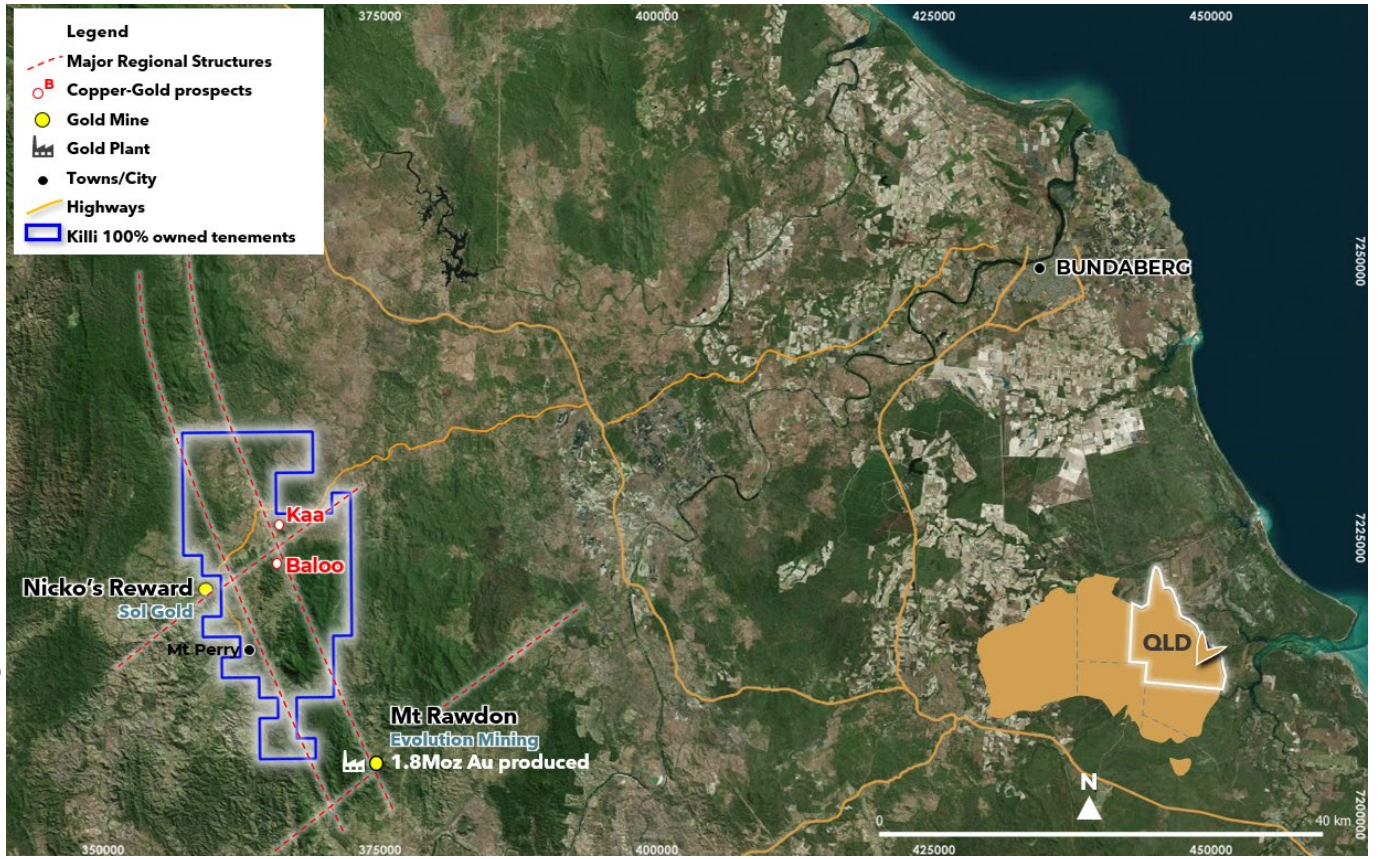 375000
400000
425000
450000
Legend
Major Regional Structures
B
Copper-Gold prospects
Gold Mine
Gold Plant
Towns/City
Highways
Killi 100% owned tenements
7250000
BUNDABERG
Kaa
Baloo
7225000
Nicko's Reward
Sol Gold
Mt Perry
QLD
Mt Rawdon
Evolution Mining
1.8Moz Au produced
N
0
40 km
7200000
350000
375000
400000
425000
450000